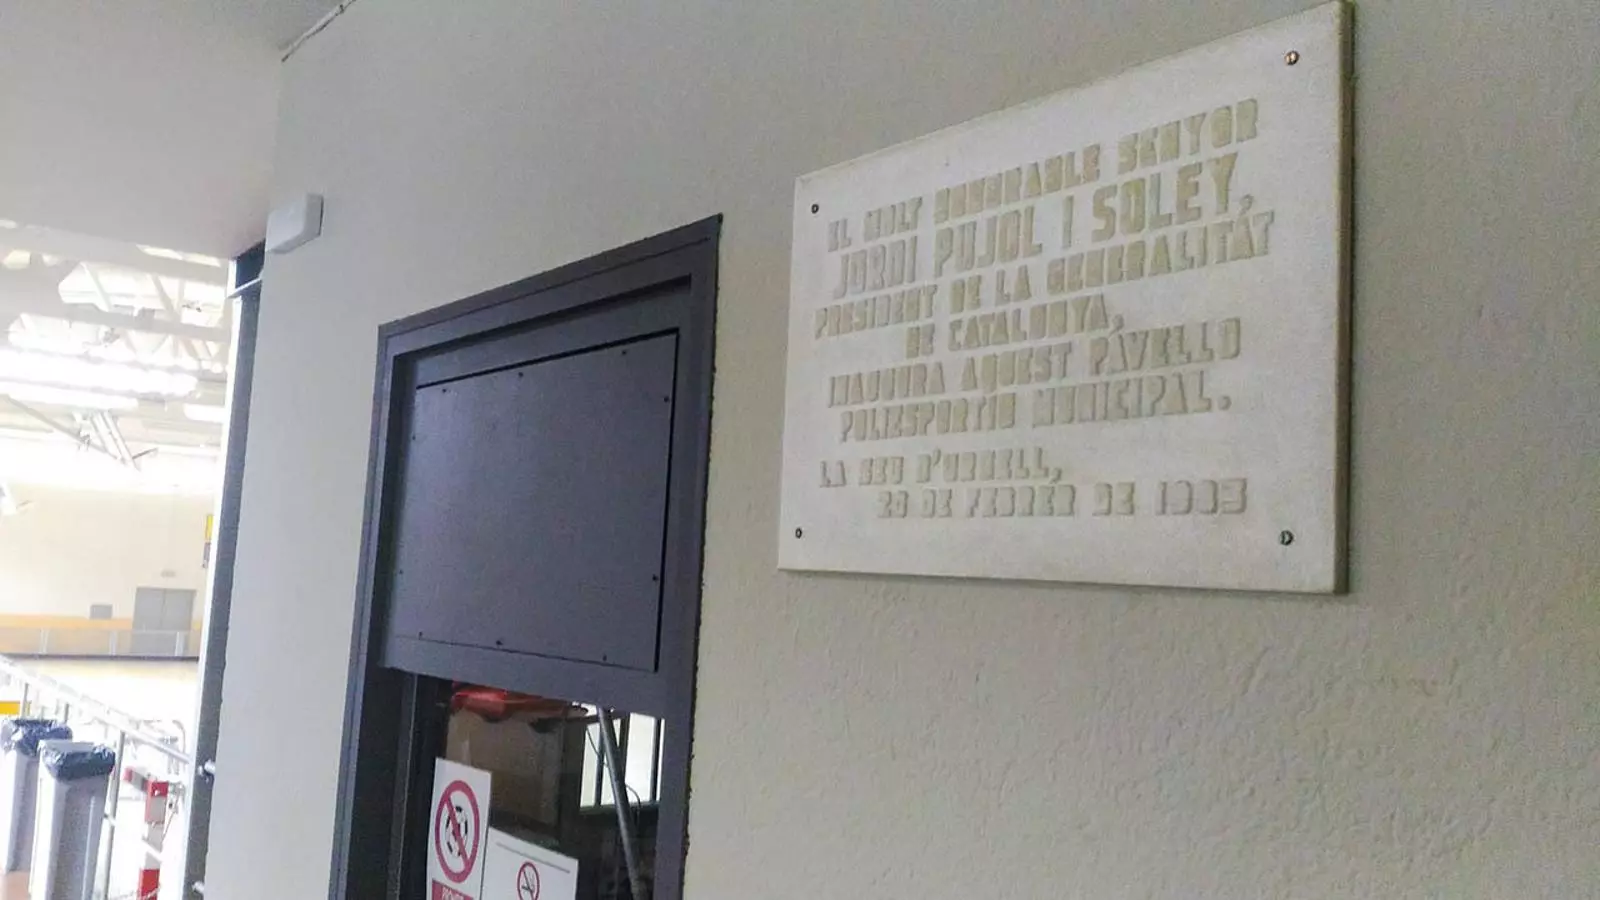 EL MOLT HONORABLE SENYOR
JORDI PUJOL I SOLEY,
PRESIDENT DE LA GENERALITAT
DE CATALUNYA,
INAUGURA AQUEST PAVELLO
POLIESPORTIU MUNICIPAL.
LA SEU D'URGELL,
DE FEBRER DE